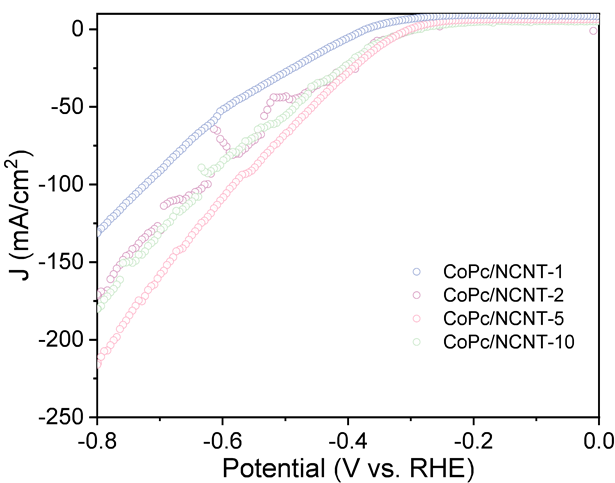 0
-50
-100
-150
-200
-250
J (mA/cm²)
CoPc/NCNT-1
CoPc/NCNT-2
CoPc/NCNT-5
CoPc/NCNT-10
-0.8 -0.6 -0.4 -0.2 0.0
Potential (V vs. RHE)